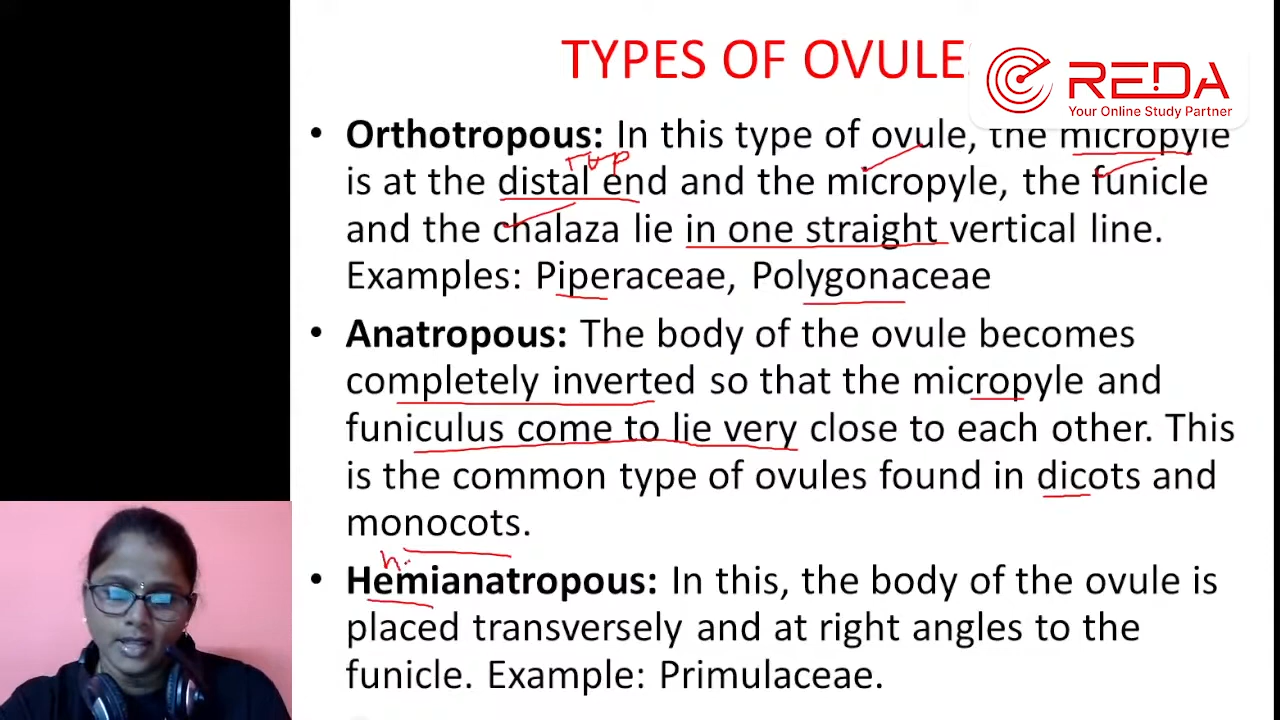 TYPES OF OVULE
REDA
Your Online Study Partner
• Orthotropous: In this type of ovule, the micropyle
is at the distal end and the micropyle, the funicle
and the chalaza lie in one straight vertical line.
Examples: Piperaceae, Polygonaceae
• Anatropous: The body of the ovule becomes
completely inverted so that the micropyle and
funiculus come to lie very close to each other. This
is the common type of ovules found in dicots and
monocots.
• Hemianatropous: In this, the body of the ovule is
placed transversely and at right angles to the
funicle. Example: Primulaceae.